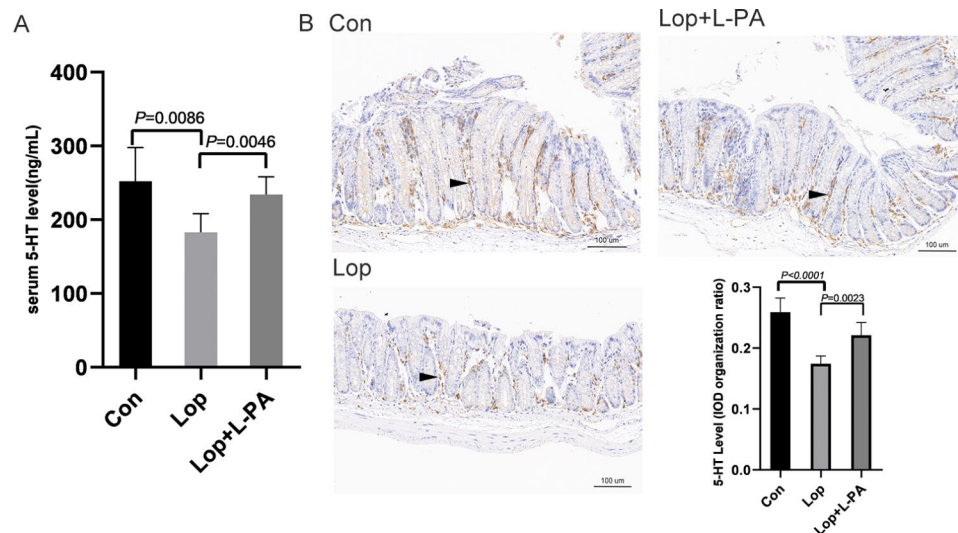 A
serum 5-HT level(ng/mL)
400
300
200
100
0
P=0.0086
P=0.0046
Con
Lop
Lop+L-PA
B
Con
100 um
Lop+L-PA
100 um
Lop
100 um
5-HT Level (IOD organization ratio)
0.3
0.2
0.1
0.0
P<0.0001
P=0.0023
Con
Lop
Lop+L-PA